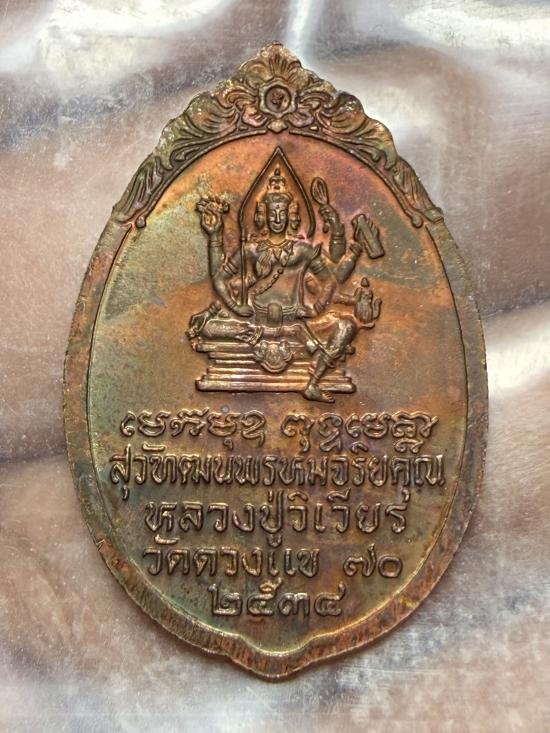 สุวัฑฒนพรหมจริยคุณ
หลวงปู่วิเวียร
วัดดวงแข ๗๐
๒๕๓๔